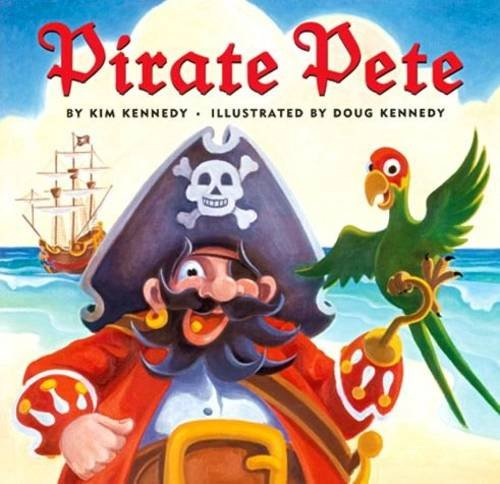 Pirate Pete
BY KIM KENNEDY • ILLUSTRATED BY DOUG KENNEDY